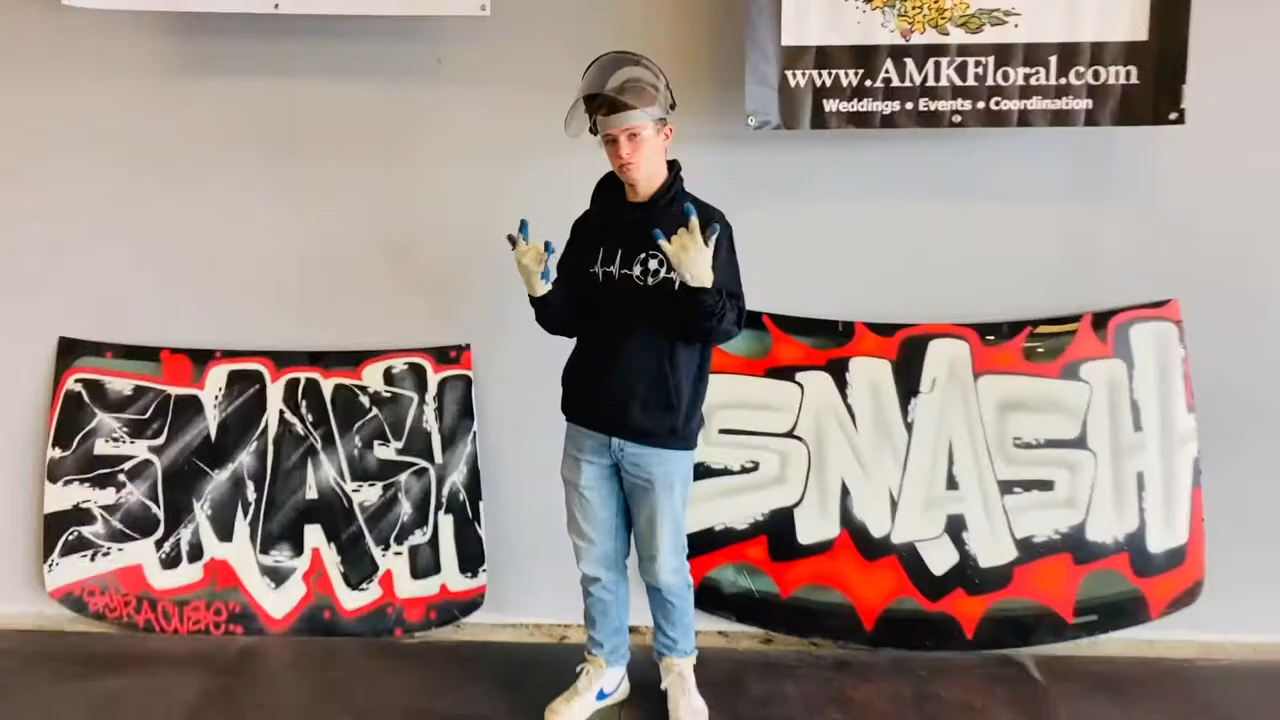 www.AMKFloral.com
Weddings • Events • Coordination
SMASH
SYRACUSE
SMASH